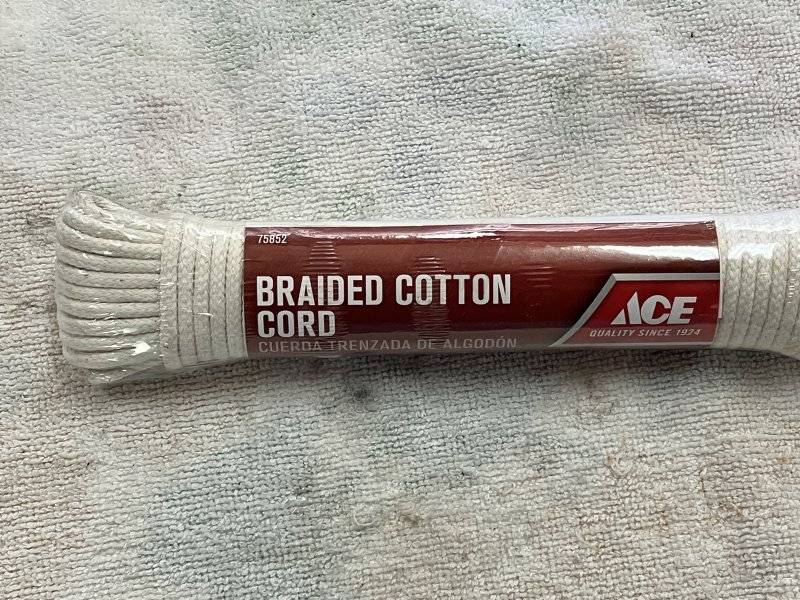 75852
BRAIDED COTTON
CORD
CUERDA TRENZADA DE ALGODÓN
ACE
QUALITY SINCE 1924